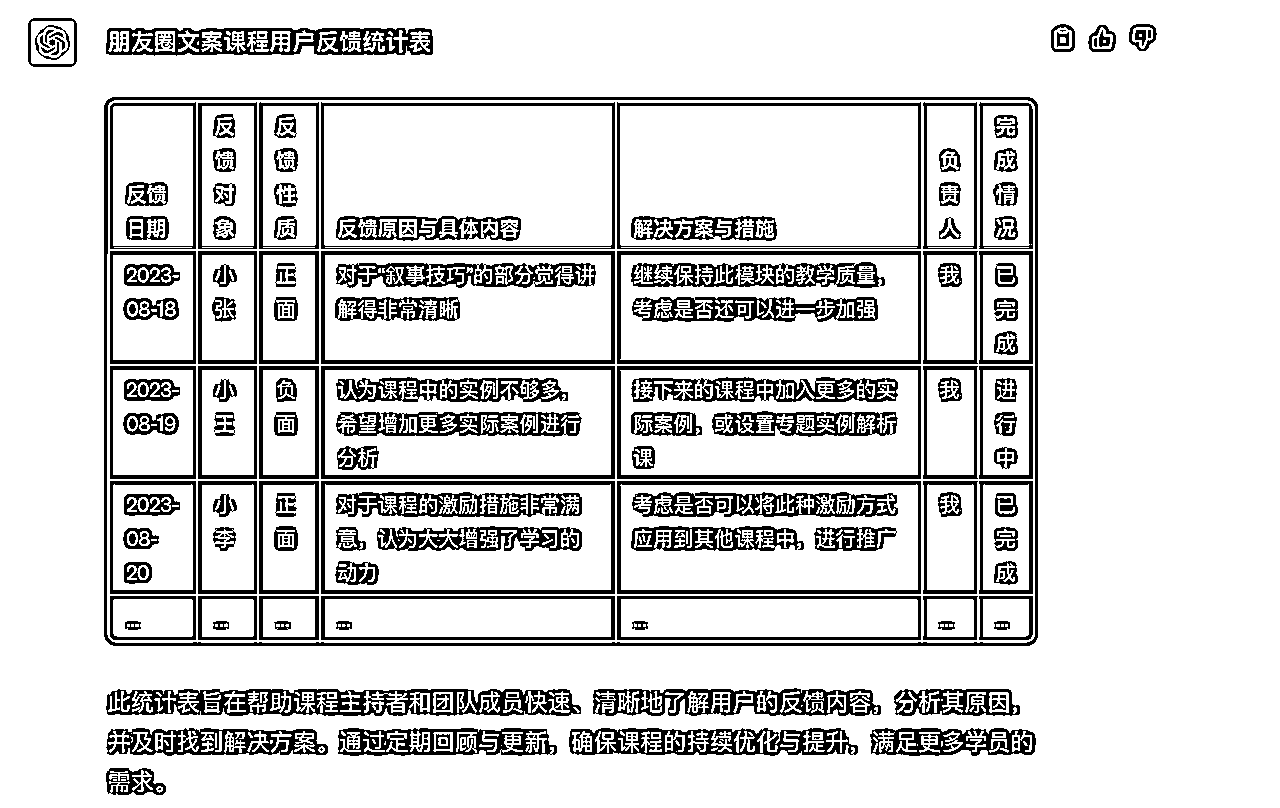 朋友圈文案课程用户反馈统计表
反馈日期 反馈对象 反馈性质 反馈原因与具体内容 解决方案与措施 负责人 完成情况
2023-08-18 小张 正面 对于“叙事技巧”的部分觉得讲解得非常清晰 继续保持此模块的教学质量，考虑是否还可以进一步加强 我 已完成
2023-08-19 小王 负面 认为课程中的实例不够多，希望增加更多实际案例进行分析 接下来的课程中加入更多的实际案例，或设置专题实例解析课 我 进行中
2023-08-20 小李 正面 对于课程的激励措施非常满意，认为大大增强了学习的动力 考虑是否可以将此种激励方式应用到其他课程中，进行推广 我 已完成
... ... ... ... ... ... ...
此统计表旨在帮助课程主持者和团队成员快速、清晰地了解用户的反馈内容，分析其原因，
并及时找到解决方案。通过定期回顾与更新，确保课程的持续优化与提升，满足更多学员的
需求。